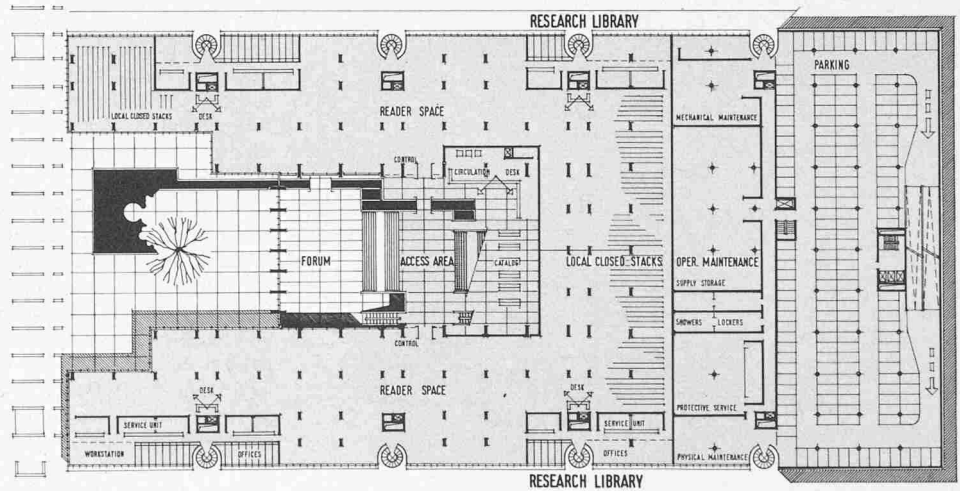 RESEARCH LIBRARY
PARKING
LOCAL CLOSED STACKS
DESK
READER SPACE
MECHANICAL MAINTENANCE
CONTROL
CIRCULATION DESK
FORUM
ACCESS AREA
CATALOG
LOCAL CLOSED STACKS
OPER. MAINTENANCE
SUPPLY STORAGE
SHOWERS LOCKERS
CONTROL
READER SPACE
DESK
DESK
PROTECTIVE SERVICE
SERVICE UNIT
SERVICE UNIT
WORKSTATION
OFFICES
OFFICES
PHYSICAL MAINTENANCE
RESEARCH LIBRARY